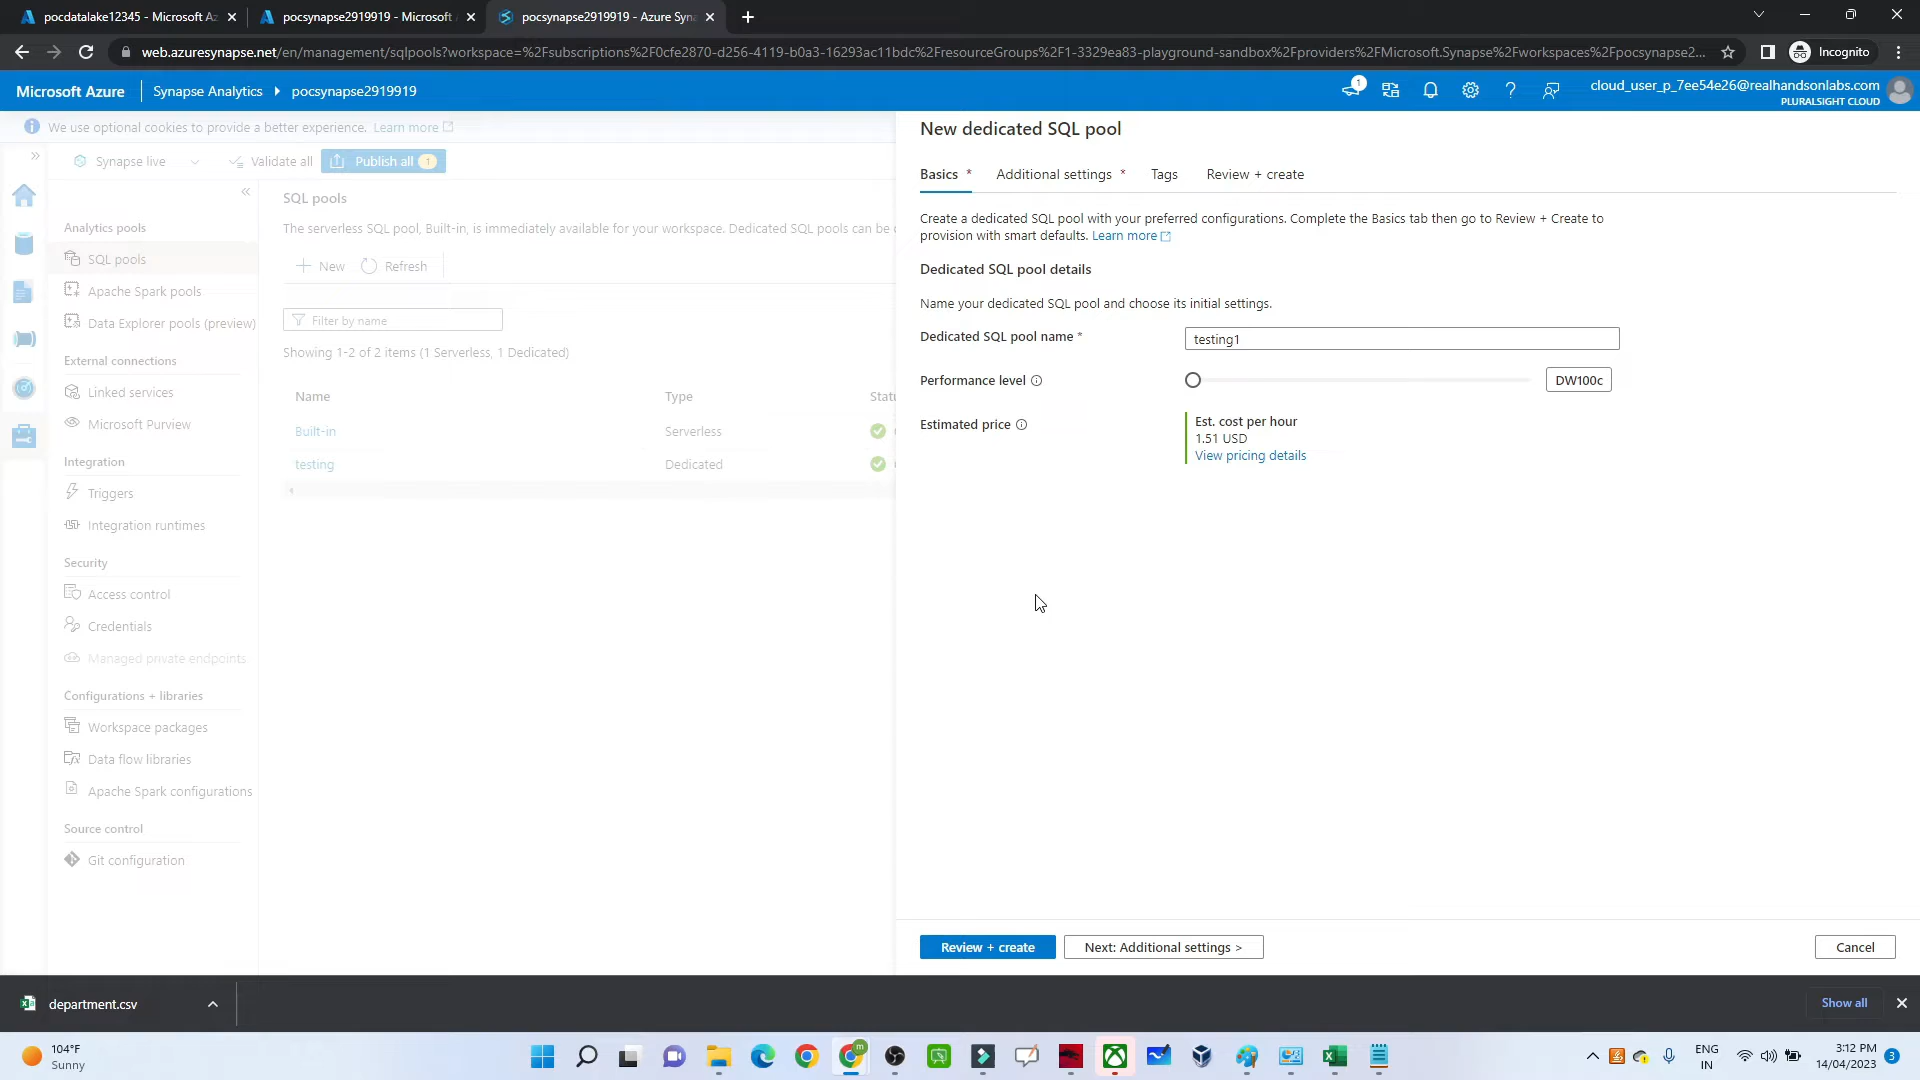 pocdatalake12345 - Microsoft Az
pocsynapse2919919 - Microsoft
pocsynapse2919919 - Azure Syn
web.azuresynapse.net/en/management/sqlpools?workspace=%2Fsubscriptions%2F0cfe2870-d256-4119-b0a3-16293ac11bdc%2FresourceGroups%2F1-3329ea83-playground-sandbox%2Fproviders%2FMicrosoft.Synapse%2Fworkspaces%2Fpocsynapse2...
Incognito
Microsoft Azure
Synapse Analytics
pocsynapse2919919
1
cloud_user_p_7ee54e26@realhandsonlabs.com
PLURALSIGHT CLOUD
We use optional cookies to provide a better experience. Learn more
Synapse live
Validate all
Publish all 1
Analytics pools
SQL pools
Apache Spark pools
Data Explorer pools (preview)
External connections
Linked services
Microsoft Purview
Integration
Triggers
Integration runtimes
Security
Access control
Credentials
Managed private endpoints
Configurations + libraries
Workspace packages
Data flow libraries
Apache Spark configurations
Source control
Git configuration
SQL pools
The serverless SQL pool, Built-in, is immediately available for your workspace. Dedicated SQL pools can be
New
Refresh
Filter by name
Showing 1-2 of 2 items (1 Serverless, 1 Dedicated)
Name Type Statu
Built-in Serverless
testing Dedicated
New dedicated SQL pool
Basics * Additional settings * Tags Review + create
Create a dedicated SQL pool with your preferred configurations. Complete the Basics tab then go to Review + Create to
provision with smart defaults. Learn more
Dedicated SQL pool details
Name your dedicated SQL pool and choose its initial settings.
Dedicated SQL pool name *
testing1
Performance level
DW100c
Estimated price
Est. cost per hour
1.51 USD
View pricing details
Review + create
Next: Additional settings >
Cancel
department.csv
Show all
104°F
Sunny
m
ENG
IN
3:12 PM
14/04/2023
3